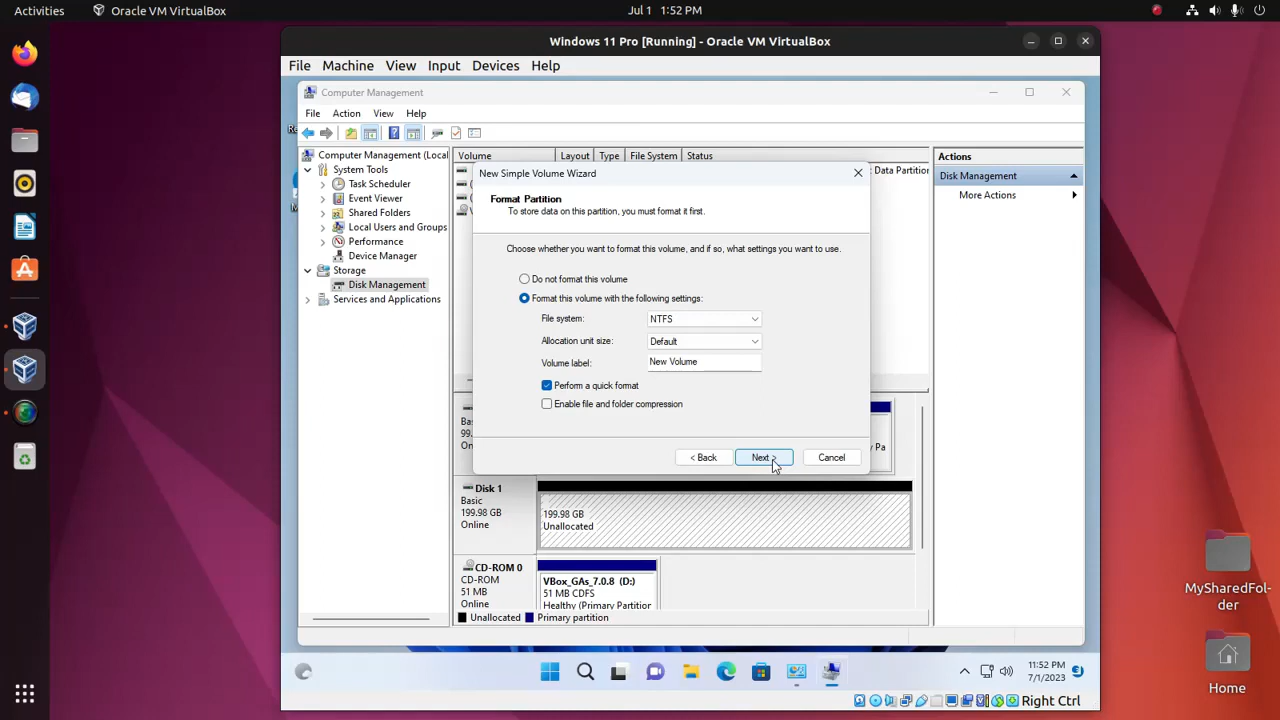 Activities
Oracle VM VirtualBox
Jul 1 1:52 PM
Windows 11 Pro [Running] - Oracle VM VirtualBox
File Machine View Input Devices Help
Computer Management
File Action View Help
Computer Management (Local
System Tools
Task Scheduler
Event Viewer
Shared Folders
Local Users and Groups
Performance
Device Manager
Storage
Disk Management
Services and Applications
Volume Layout Type File System Status
Data Partition
New Simple Volume Wizard
Format Partition
To store data on this partition, you must format it first.
Choose whether you want to format this volume, and if so, what settings you want to use.
Do not format this volume
Format this volume with the following settings:
File system: NTFS
Allocation unit size: Default
Volume label: New Volume
Perform a quick format
Enable file and folder compression
< Back Next > Cancel
Bas
99.
On
y Pa
Disk 1
Basic
199.98 GB
Online
199.98 GB
Unallocated
CD-ROM 0
CD-ROM
51 MB
Online
VBox_GAs_7.0.8 (D:)
51 MB CDFS
Healthy (Primary Partition
Unallocated Primary partition
Actions
Disk Management
More Actions
11:52 PM
7/1/2023
3
Right Ctrl
MySharedFol-
der
Home